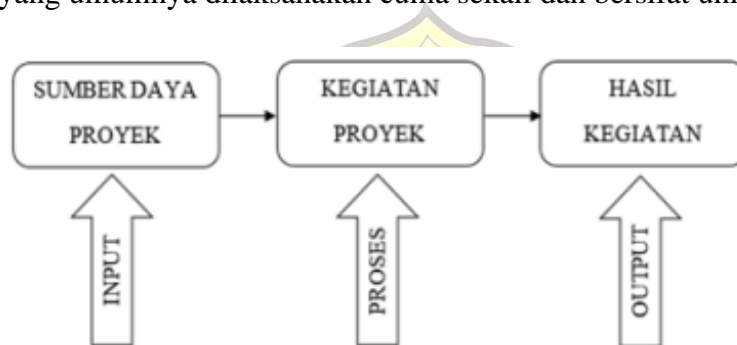 yang umumnya dilaksanakan cuma sekali dan bersifat
SUMBER DAYA
PROYEK
KEGIATAN
PROYEK
HASIL
KEGIATAN
INPUT
PROSES
OUTPUT